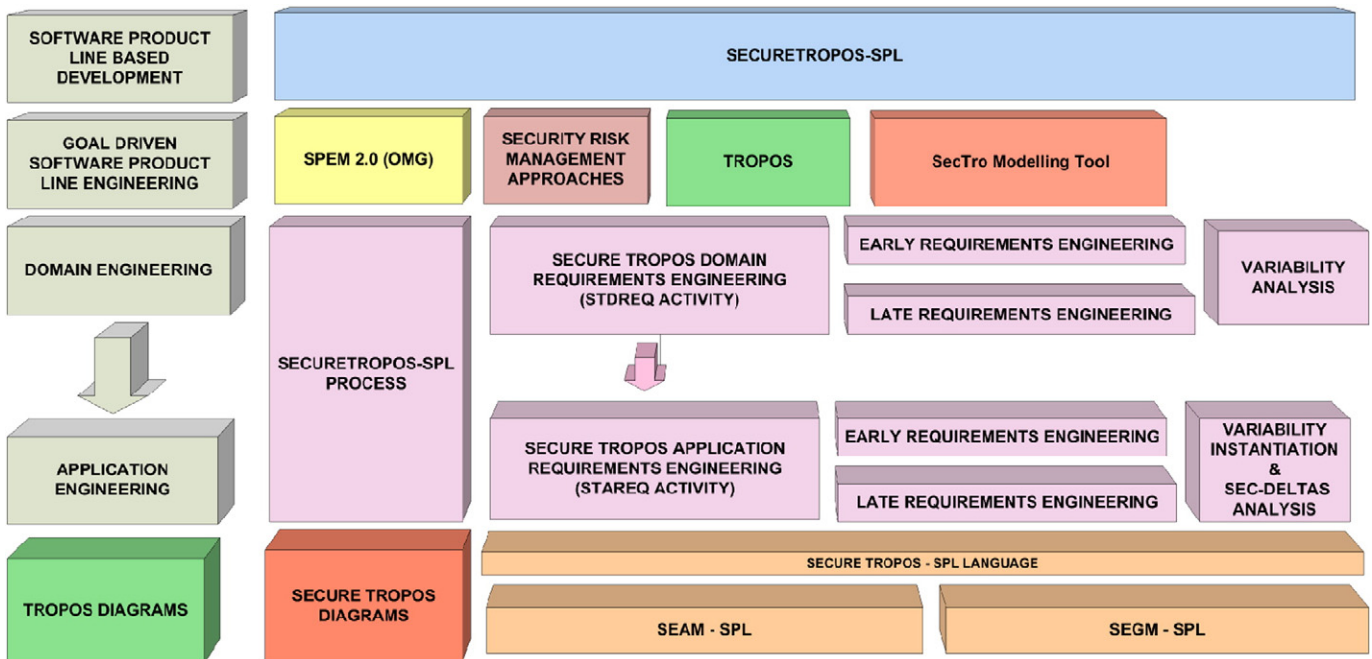 SOFTWARE PRODUCT
LINE BASED
DEVELOPMENT
SECURETROPOS-SPL
GOAL DRIVEN
SOFTWARE PRODUCT
LINE ENGINEERING
SPEM 2.0 (OMG)
SECURITY RISK
MANAGEMENT
APPROACHES
TROPOS
SecTro Modelling Tool
DOMAIN ENGINEERING
SECURETROPOS-SPL
PROCESS
SECURE TROPOS DOMAIN
REQUIREMENTS ENGINEERING
(STDREQ ACTIVITY)
EARLY REQUIREMENTS ENGINEERING
LATE REQUIREMENTS ENGINEERING
VARIABILITY
ANALYSIS
APPLICATION
ENGINEERING
SECURE TROPOS APPLICATION
REQUIREMENTS ENGINEERING
(STAREQ ACTIVITY)
EARLY REQUIREMENTS ENGINEERING
LATE REQUIREMENTS ENGINEERING
VARIABILITY
INSTANTIATION
&
SEC-DELTAS
ANALYSIS
TROPOS DIAGRAMS
SECURE TROPOS
DIAGRAMS
SECURE TROPOS - SPL LANGUAGE
SEAM - SPL
SEGM - SPL